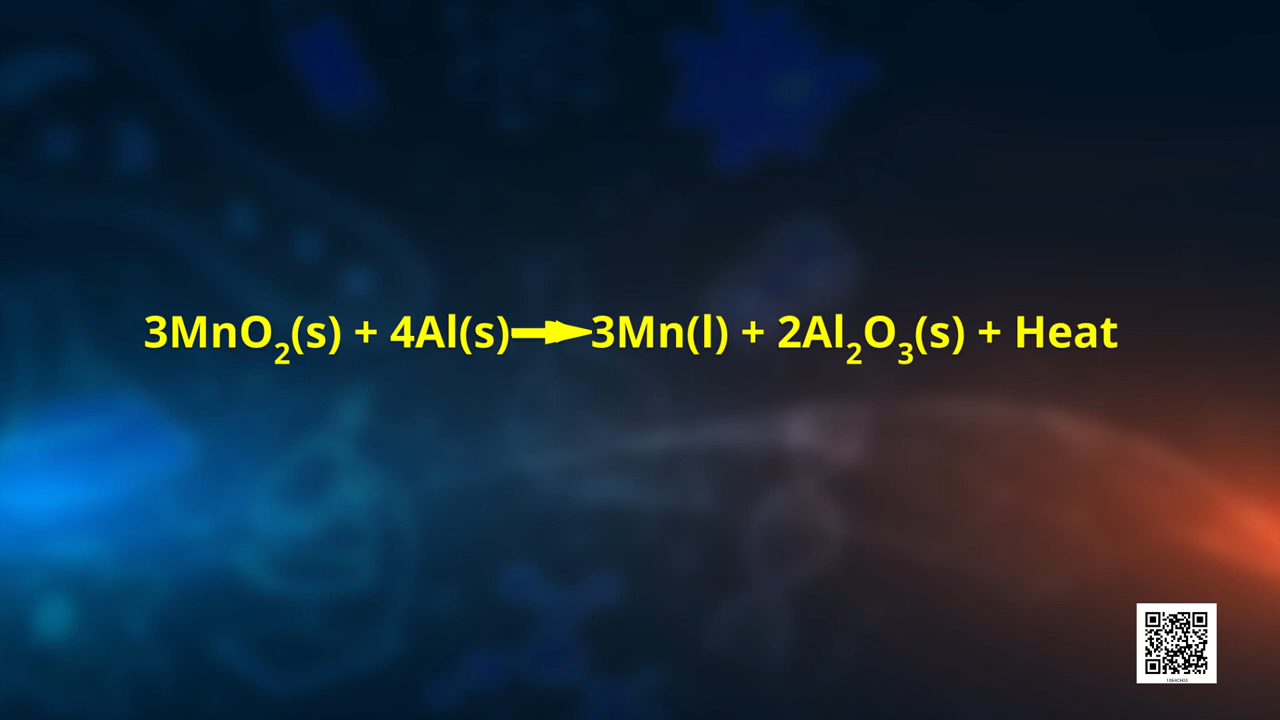 3MnO₂(s) + 4Al(s)➡3Mn(l) + 2Al₂O₃(s) + Heat